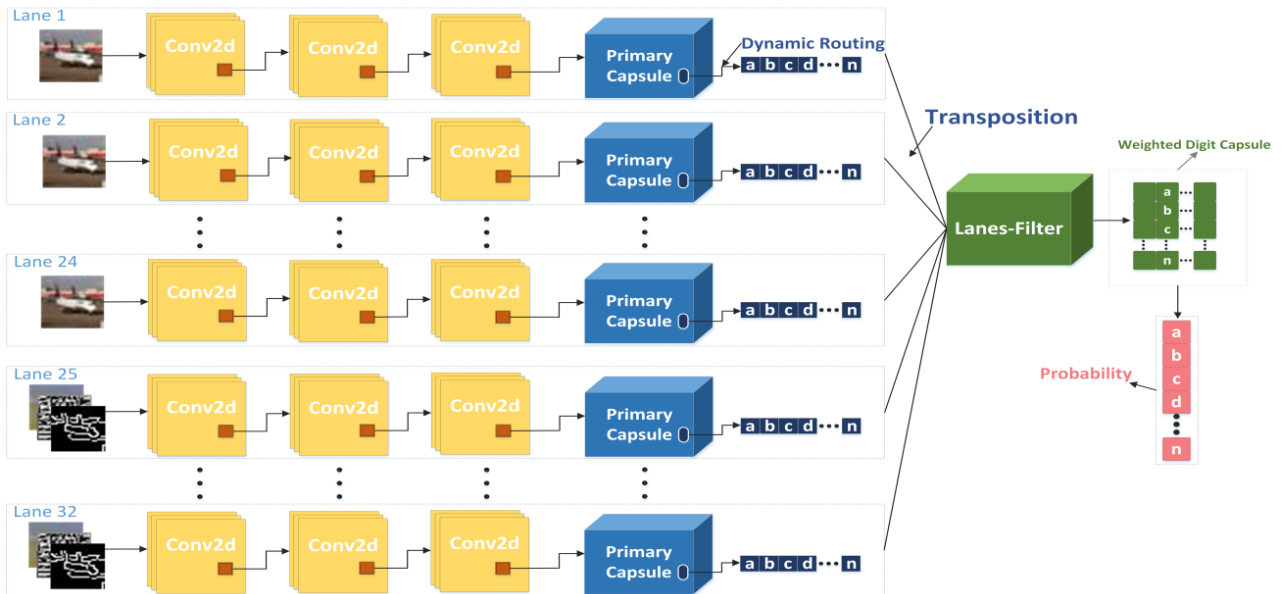 Lane 1
Conv2d
Conv2d
Conv2d
Primary
Capsule
Dynamic Routing
a b c d ••• n
Lane 2
Conv2d
Conv2d
Conv2d
Primary
Capsule
a b c d ••• n
Lane 24
Conv2d
Conv2d
Conv2d
Primary
Capsule
a b c d ••• n
Lane 25
Conv2d
Conv2d
Conv2d
Primary
Capsule
a b c d ••• n
Lane 32
Conv2d
Conv2d
Conv2d
Primary
Capsule
a b c d ••• n
Transposition
Lanes-Filter
Weighted Digit Capsule
a
b
c
n
Probability
a
b
c
d
n